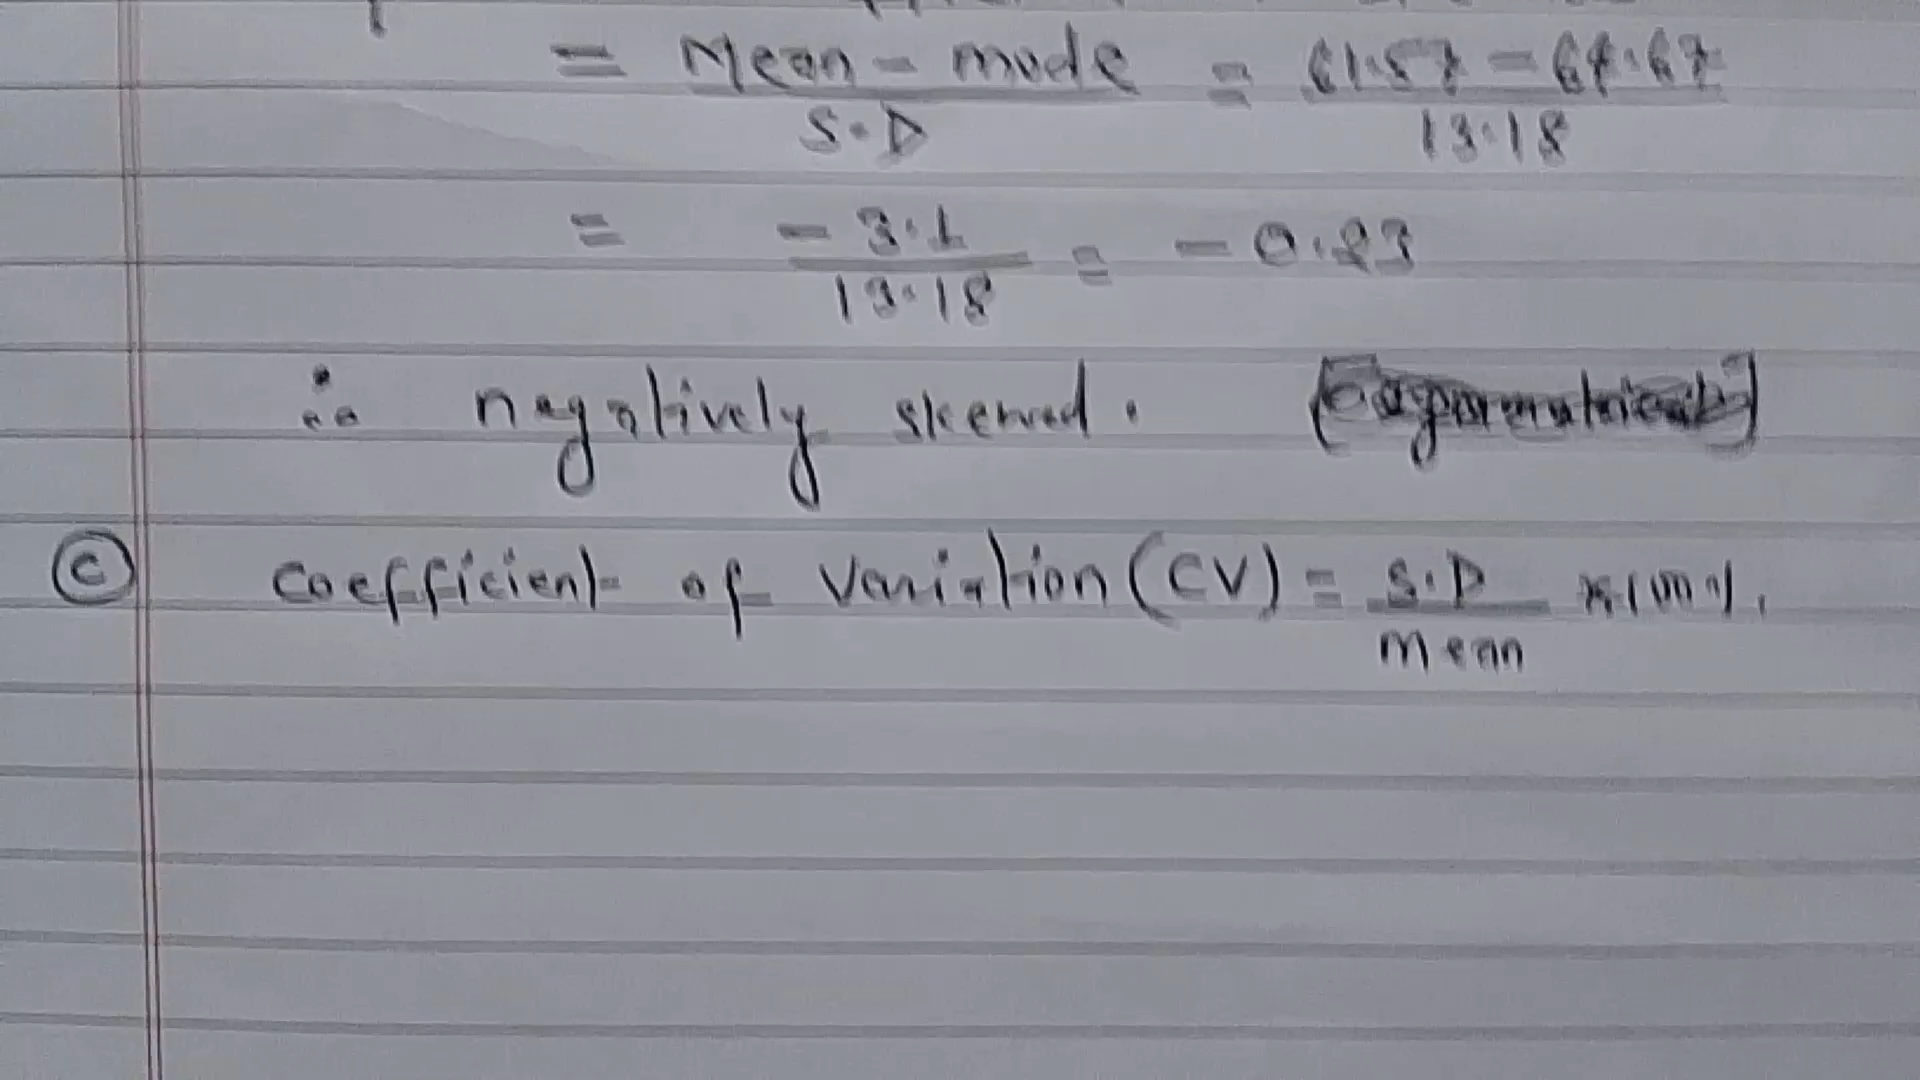 = Mean - mode / S.D = 61.57 - 64.67 / 13.18
= -3.1 / 13.18 = -0.23
∴ negatively skewed.
(c) coefficient of variation (CV) = S.D / Mean × 100%